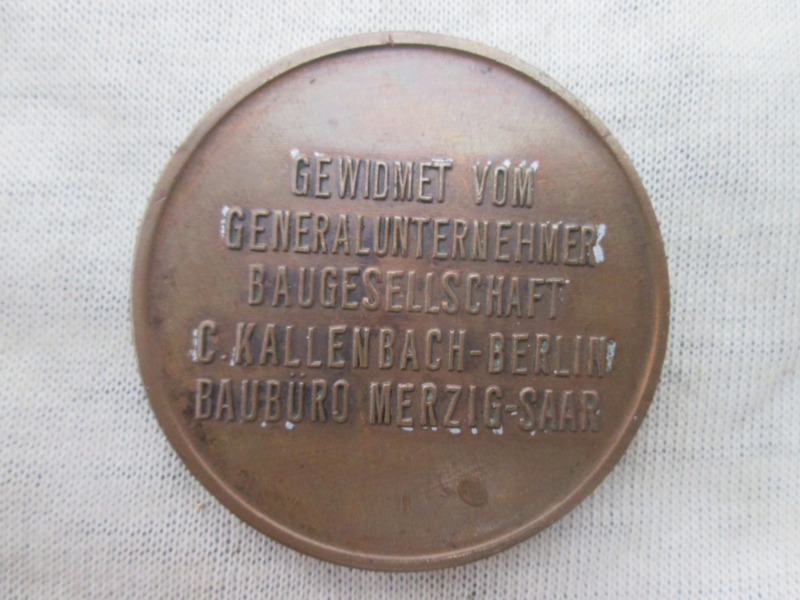 GEWIDMET VOM
GENERALUNTERNEHMER
BAUGESELLSCHAFT
C. KALLENBACH-BERLIN
BAUBÜRO MERZIG-SAAR